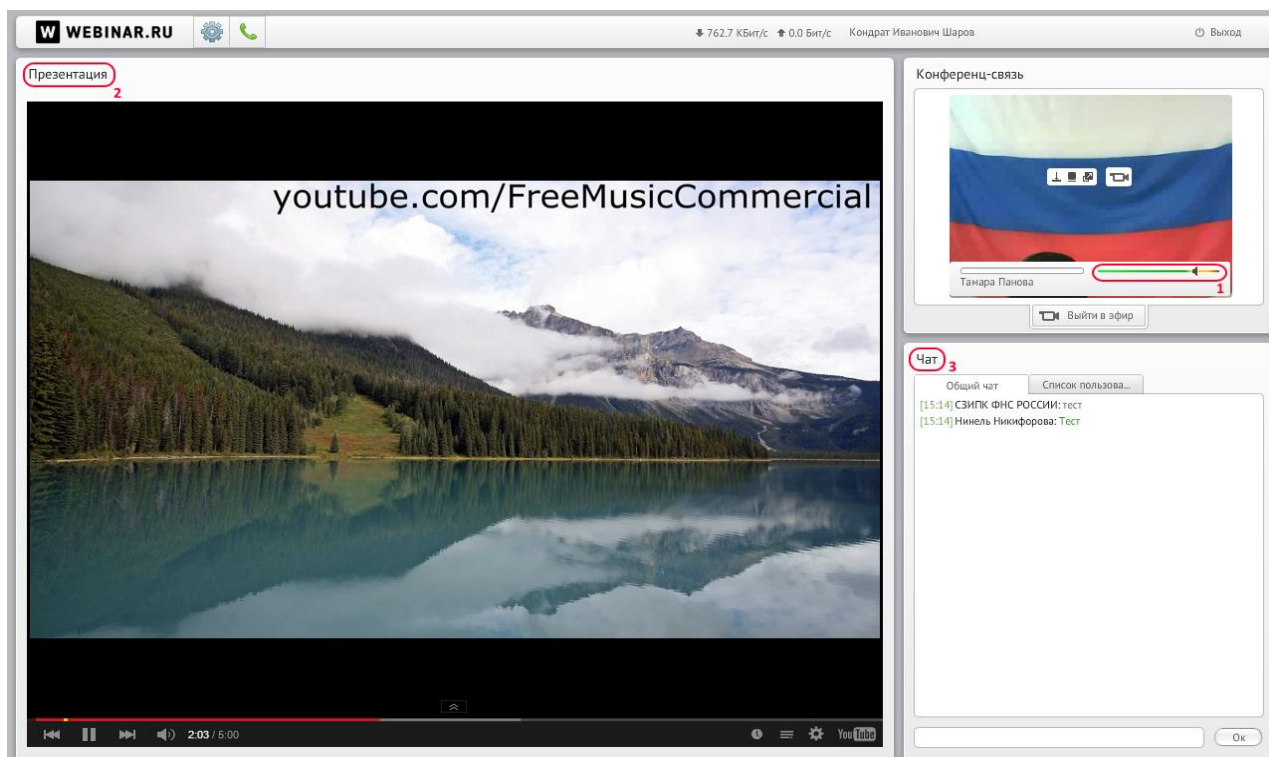 W WEBINAR.RU
762.7 КБит/с 0.0 Бит/с Кондрат Иванович Шаров
Выход
Презентация
2
youtube.com/FreeMusicCommercial
2:03 / 5:00
YouTube
Конференц-связь
Тамара Панова
1
Выйти в эфир
Чат
3
Общий чат Список пользова...
[15:14] СЗИПК ФНС РОССИИ: тест
[15:14] Нинель Никифорова: Тест
Ок